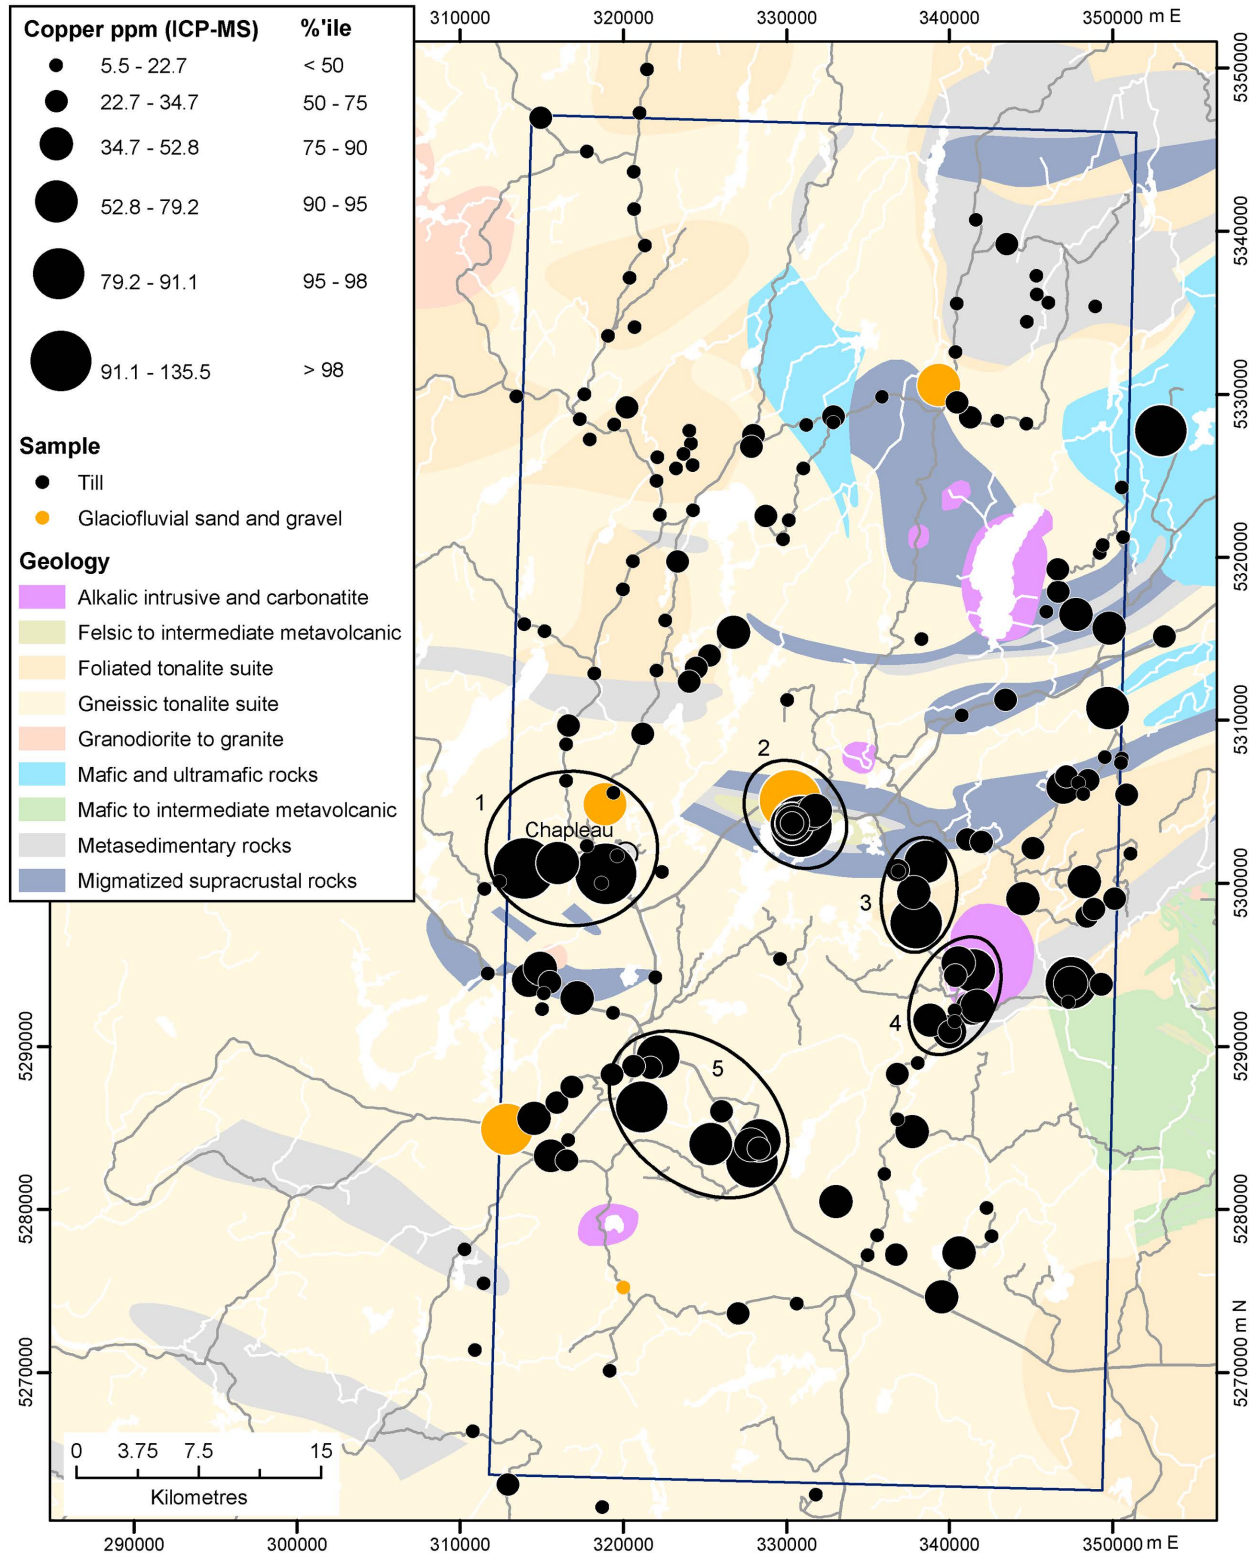 310000 320000 330000 340000 350000 m E
Copper ppm (ICP-MS) %'ile
5.5 - 22.7 < 50
22.7 - 34.7 50 - 75
34.7 - 52.8 75 - 90
52.8 - 79.2 90 - 95
79.2 - 91.1 95 - 98
91.1 - 135.5 > 98
Sample
Till
Glaciofluvial sand and gravel
Geology
Alkalic intrusive and carbonatite
Felsic to intermediate metavolcanic
Foliated tonalite suite
Gneissic tonalite suite
Granodiorite to granite
Mafic and ultramafic rocks
Mafic to intermediate metavolcanic
Metasedimentary rocks
Migmatized supracrustal rocks
5350000
5340000
5330000
5320000
5310000
5300000
5290000
5280000
5270000 m N
2
1
Chapleau
3
4
5
5290000
5280000
5270000
0 3.75 7.5 15
Kilometres
290000 300000 310000 320000 330000 340000 350000 m E